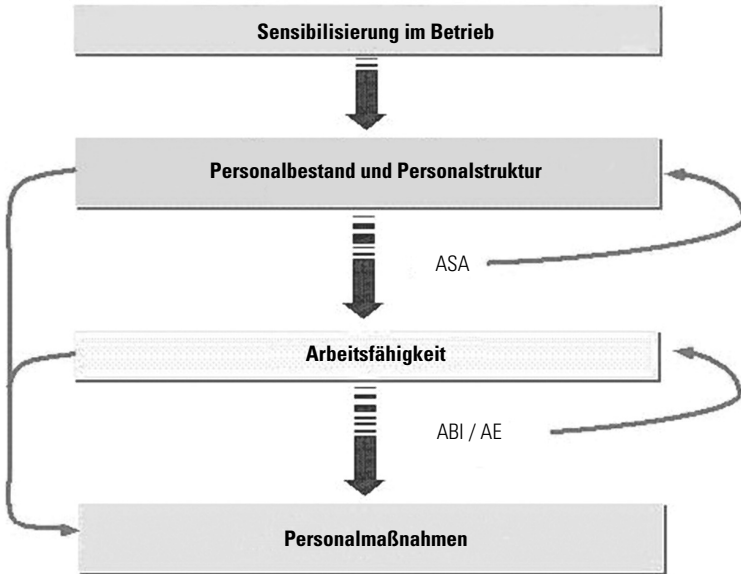 Sensibilisierung im Betrieb
Personalbestand und Personalstruktur
ASA
Arbeitsfähigkeit
ABI / AE
Personalmaßnahmen